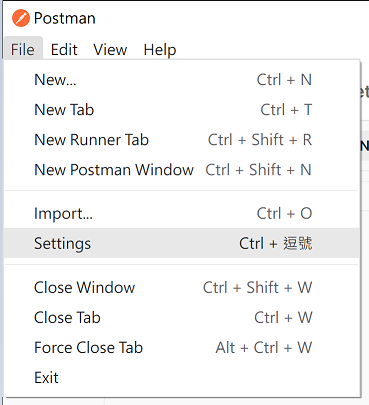 Postman
File Edit View Help
New... Ctrl + N
New Tab Ctrl + T
New Runner Tab Ctrl + Shift + R
New Postman Window Ctrl + Shift + N
Import... Ctrl + O
Settings Ctrl + 逗號
Close Window Ctrl + Shift + W
Close Tab Ctrl + W
Force Close Tab Alt + Ctrl + W
Exit